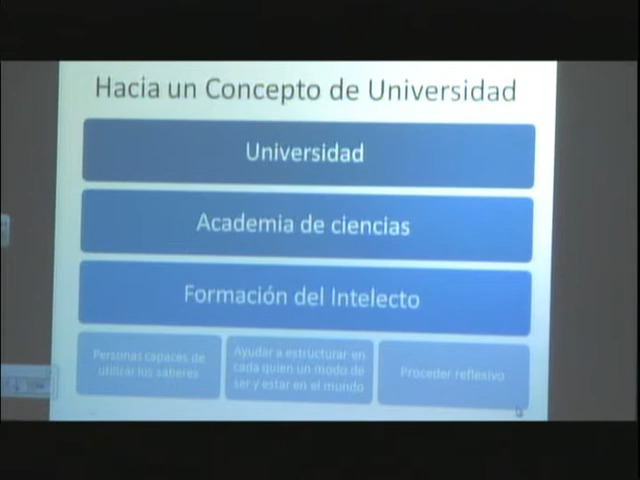 Hacia un Concepto de Universidad
Universidad
Academia de ciencias
Formación del Intelecto
Personas capaces de
utilizar los saberes
Ayudar a estructurar en
cada quien un modo de
ser y estar en el mundo
Proceder reflexivo